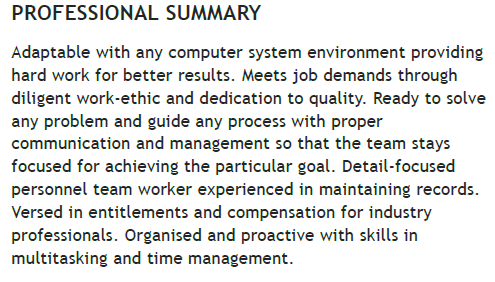 PROFESSIONAL SUMMARY
Adaptable with any computer system environment providing
hard work for better results. Meets job demands through
diligent work-ethic and dedication to quality. Ready to solve
any problem and guide any process with proper
communication and management so that the team stays
focused for achieving the particular goal. Detail-focused
personnel team worker experienced in maintaining records.
Versed in entitlements and compensation for industry
professionals. Organised and proactive with skills in
multitasking and time management.